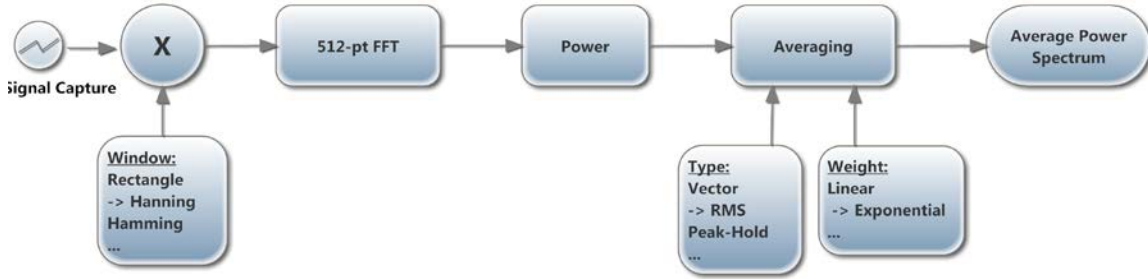 X
512-pt FFT
Power
Averaging
Average Power
Spectrum
Signal Capture
Window:
Rectangle
-> Hanning
Hamming
...
Type:
Vector
-> RMS
Peak-Hold
...
Weight:
Linear
-> Exponential
...